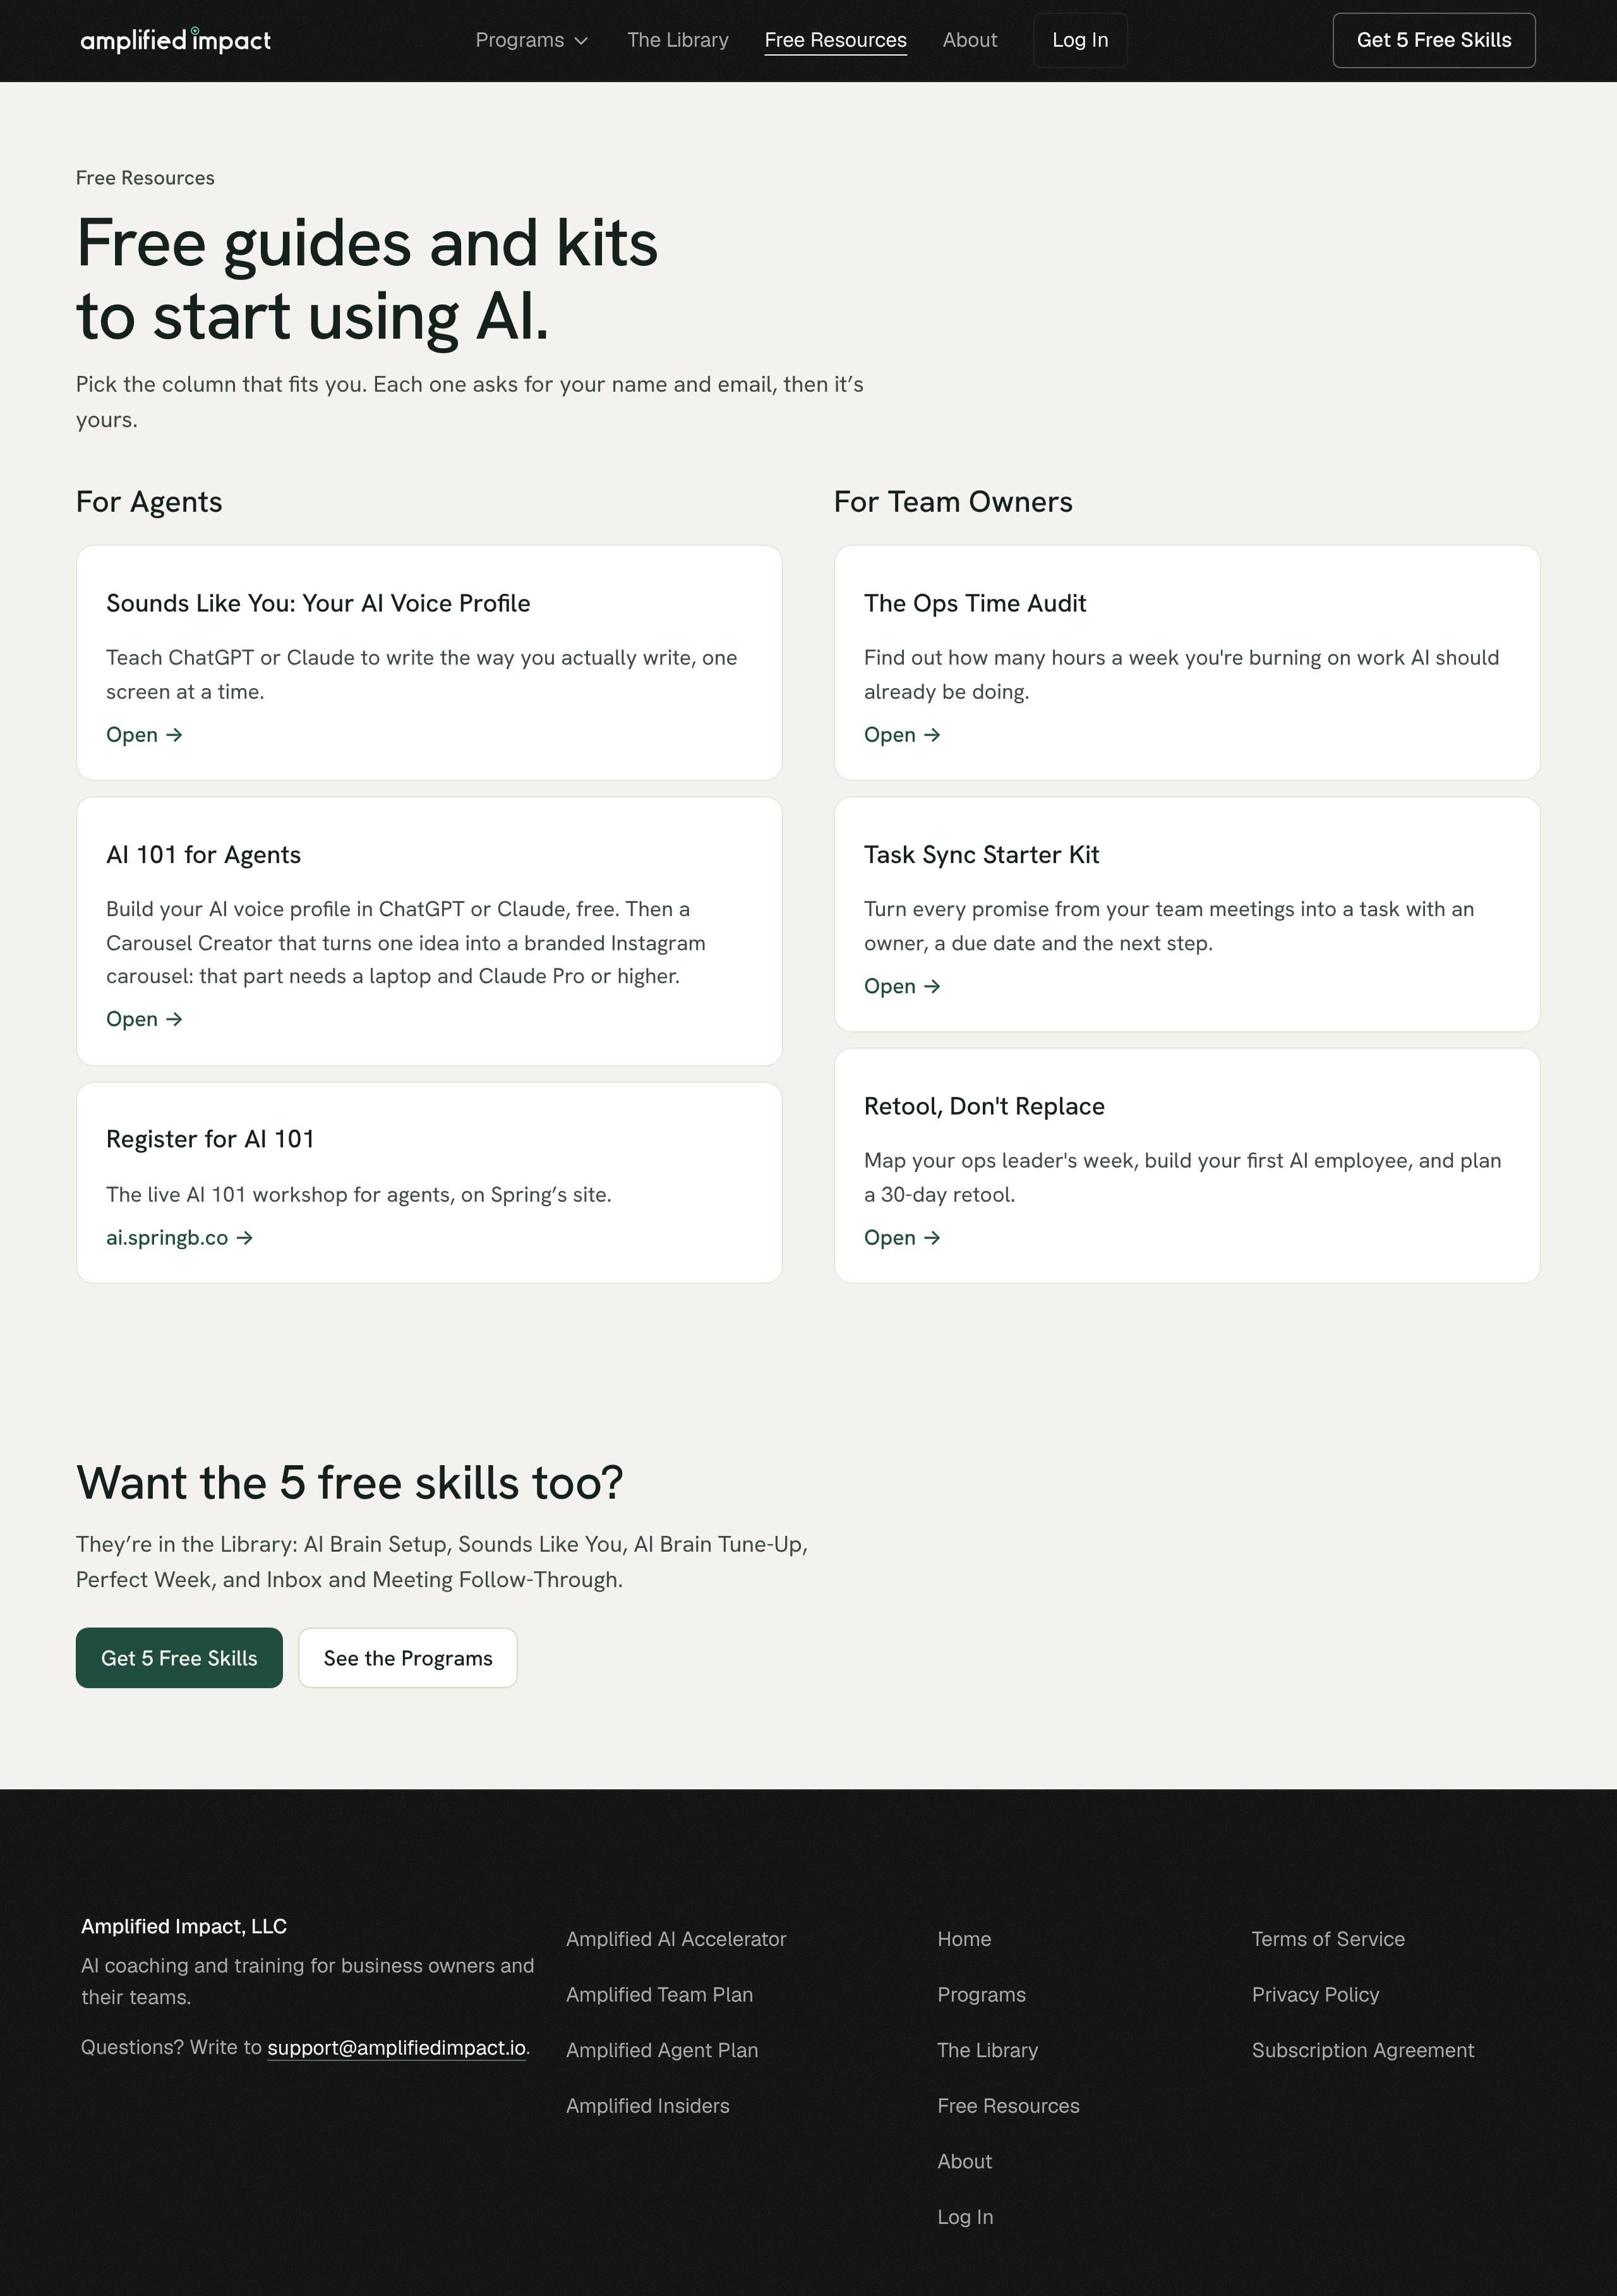 amplified impact
Programs
The Library
Free Resources
About
Log In
Get 5 Free Skills
Free Resources
Free guides and kits
to start using AI.
Pick the column that fits you. Each one asks for your name and email, then it’s
yours.
For Agents
Sounds Like You: Your AI Voice Profile
Teach ChatGPT or Claude to write the way you actually write, one
screen at a time.
Open →
AI 101 for Agents
Build your AI voice profile in ChatGPT or Claude, free. Then a
Carousel Creator that turns one idea into a branded Instagram
carousel: that part needs a laptop and Claude Pro or higher.
Open →
Register for AI 101
The live AI 101 workshop for agents, on Spring’s site.
ai.springb.co →
For Team Owners
The Ops Time Audit
Find out how many hours a week you're burning on work AI should
already be doing.
Open →
Task Sync Starter Kit
Turn every promise from your team meetings into a task with an
owner, a due date and the next step.
Open →
Retool, Don't Replace
Map your ops leader's week, build your first AI employee, and plan
a 30-day retool.
Open →
Want the 5 free skills too?
They’re in the Library: AI Brain Setup, Sounds Like You, AI Brain Tune-Up,
Perfect Week, and Inbox and Meeting Follow-Through.
Get 5 Free Skills
See the Programs
Amplified Impact, LLC
AI coaching and training for business owners and
their teams.
Questions? Write to support@amplifiedimpact.io.
Amplified AI Accelerator
Amplified Team Plan
Amplified Agent Plan
Amplified Insiders
Home
Programs
The Library
Free Resources
About
Log In
Terms of Service
Privacy Policy
Subscription Agreement